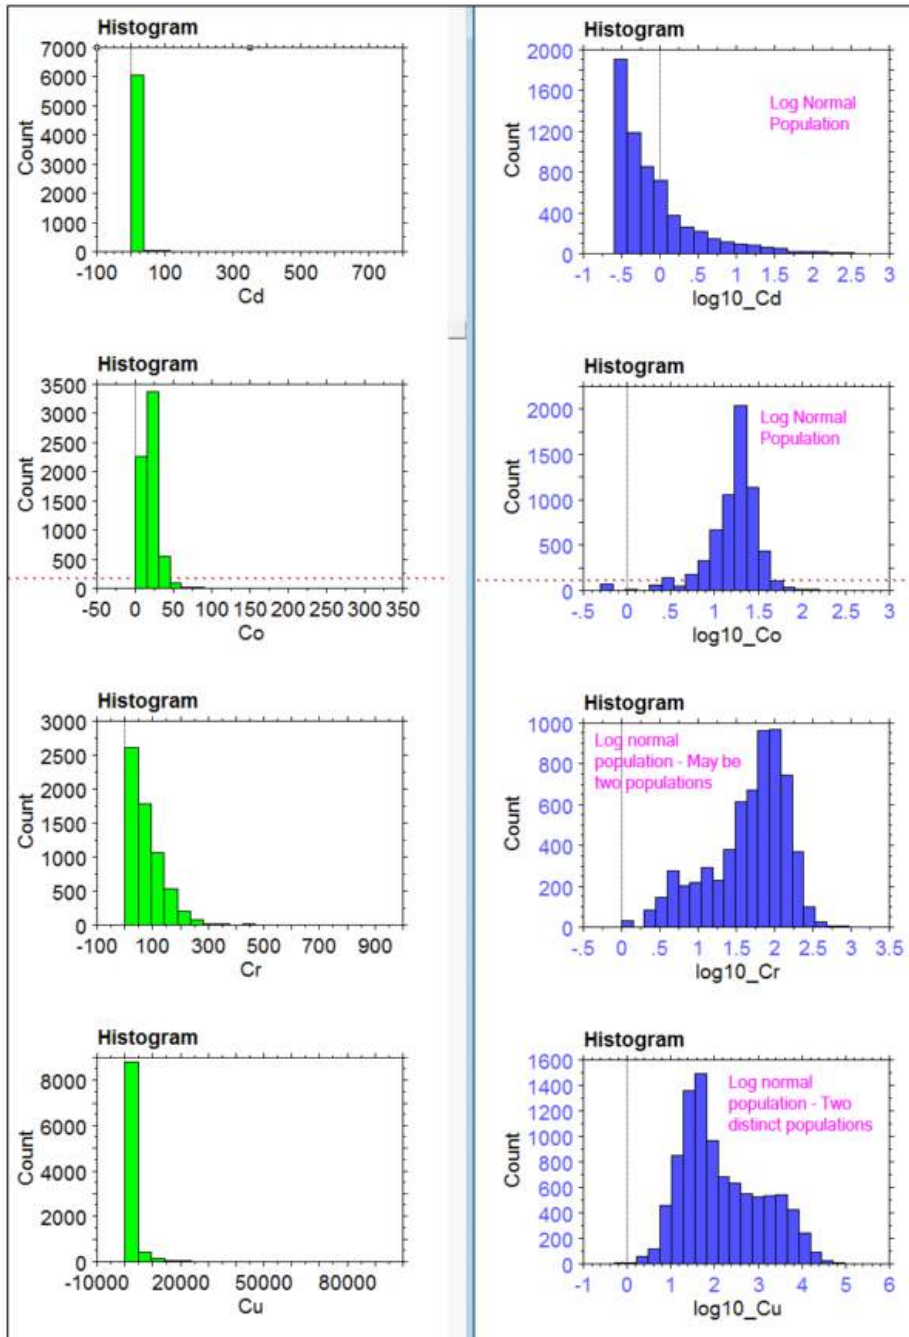 Histogram
7000
6000
5000
4000
3000
2000
1000
0
Count
-100 100 300 500 700
Cd
Histogram
2000
1600
1200
800
400
0
Count
Log Normal
Population
-1 -.5 0 .5 1 1.5 2 2.5 3
log10_Cd
Histogram
3500
3000
2500
2000
1500
1000
500
0
Count
-50 0 50 100 150 200 250 300 350
Co
Histogram
2000
1500
1000
500
0
Count
Log Normal
Population
-.5 0 .5 1 1.5 2 2.5 3
log10_Co
Histogram
3000
2500
2000
1500
1000
500
0
Count
-100 100 300 500 700 900
Cr
Histogram
1000
800
600
400
200
0
Count
Log normal
population - May be
two populations
-.5 0 .5 1 1.5 2 2.5 3 3.5
log10_Cr
Histogram
8000
6000
4000
2000
0
Count
-10000 20000 50000 80000
Cu
Histogram
1600
1400
1200
1000
800
600
400
200
0
Count
Log normal
population - Two
distinct populations
-1 0 1 2 3 4 5 6
log10_Cu